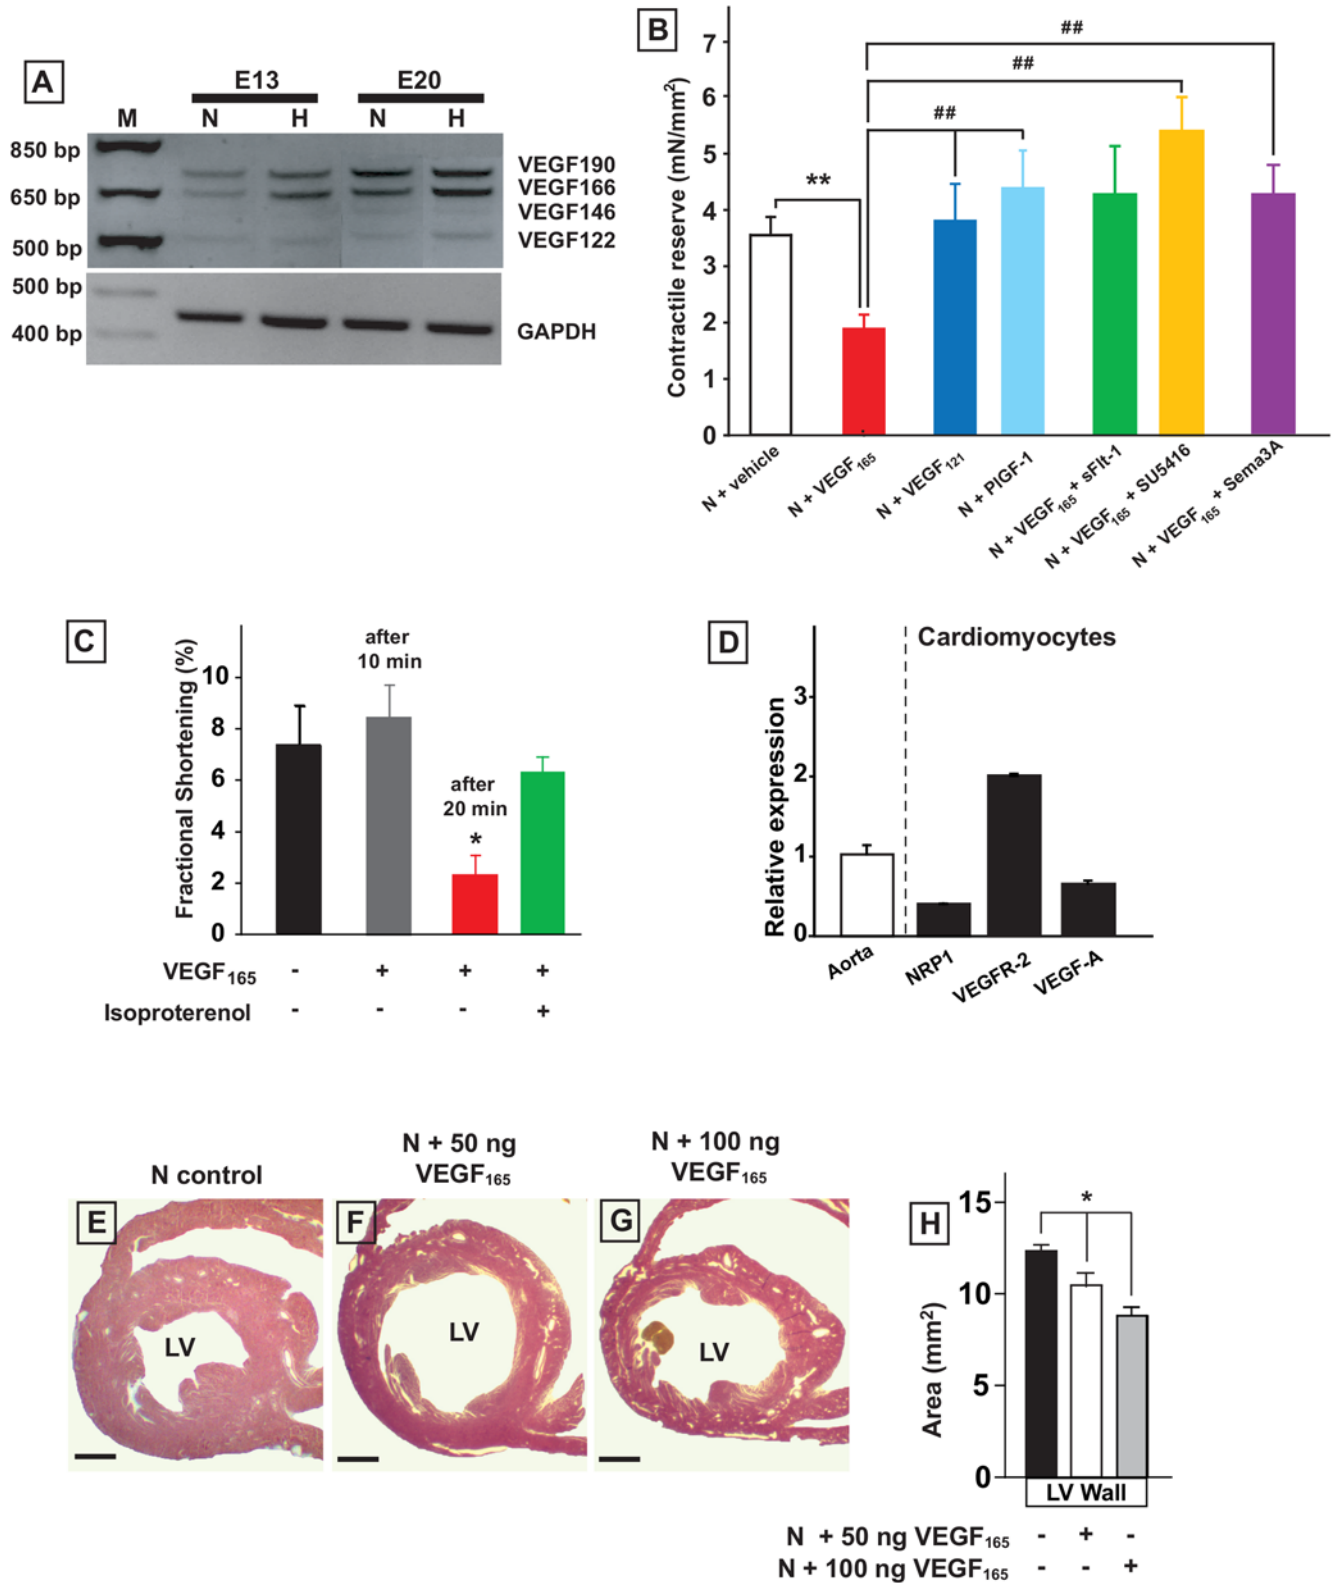 A
E13 E20
M N H N H
850 bp
650 bp
500 bp
VEGF190
VEGF166
VEGF146
VEGF122
500 bp
400 bp
GAPDH
B
Contractile reserve (mN/mm²)
7
6
5
4
3
2
1
0
**
##
##
##
N + vehicle
N + VEGF₁₆₅
N + VEGF₁₂₁
N + PlGF-1
N + VEGF₁₆₅ + sFlt-1
N + VEGF₁₆₅ + SU5416
N + VEGF₁₆₅ + Sema3A
C
Fractional Shortening (%)
10
8
6
4
2
0
after
10 min
after
20 min
*
VEGF₁₆₅ - + + +
Isoproterenol - - - +
D
Cardiomyocytes
Relative expression
3
2
1
0
Aorta
NRP1
VEGFR-2
VEGF-A
N control
E
LV
N + 50 ng
VEGF₁₆₅
F
LV
N + 100 ng
VEGF₁₆₅
G
LV
H
Area (mm²)
15
10
5
0
*
LV Wall
N + 50 ng VEGF₁₆₅ - + -
N + 100 ng VEGF₁₆₅ - - +